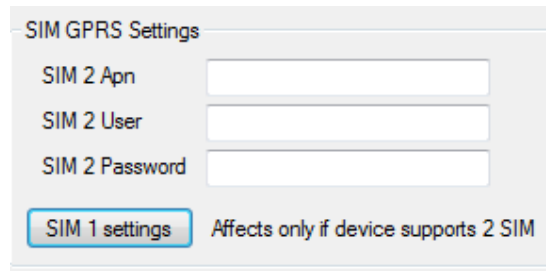 SIM GPRS Settings
SIM 2 Apn
SIM 2 User
SIM 2 Password
SIM 1 settings Affects only if device supports 2 SIM